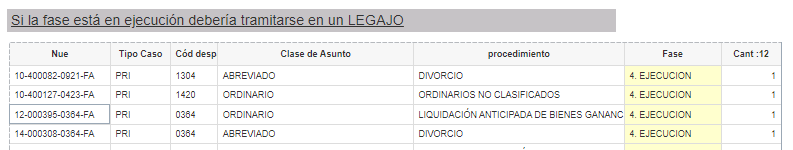 Si la fase está en ejecución debería tramitarse en un LEGAJO
Nue Tipo Caso Cód desp Clase de Asunto procedimiento Fase Cant :12
10-400082-0921-FA PRI 1304 ABREVIADO DIVORCIO 4. EJECUCION 1
10-400127-0423-FA PRI 1420 ORDINARIO ORDINARIOS NO CLASIFICADOS 4. EJECUCION 1
12-000395-0364-FA PRI 0364 ORDINARIO LIQUIDACIÓN ANTICIPADA DE BIENES GANANC 4. EJECUCION 1
14-000308-0364-FA PRI 0364 ABREVIADO DIVORCIO 4. EJECUCION 1